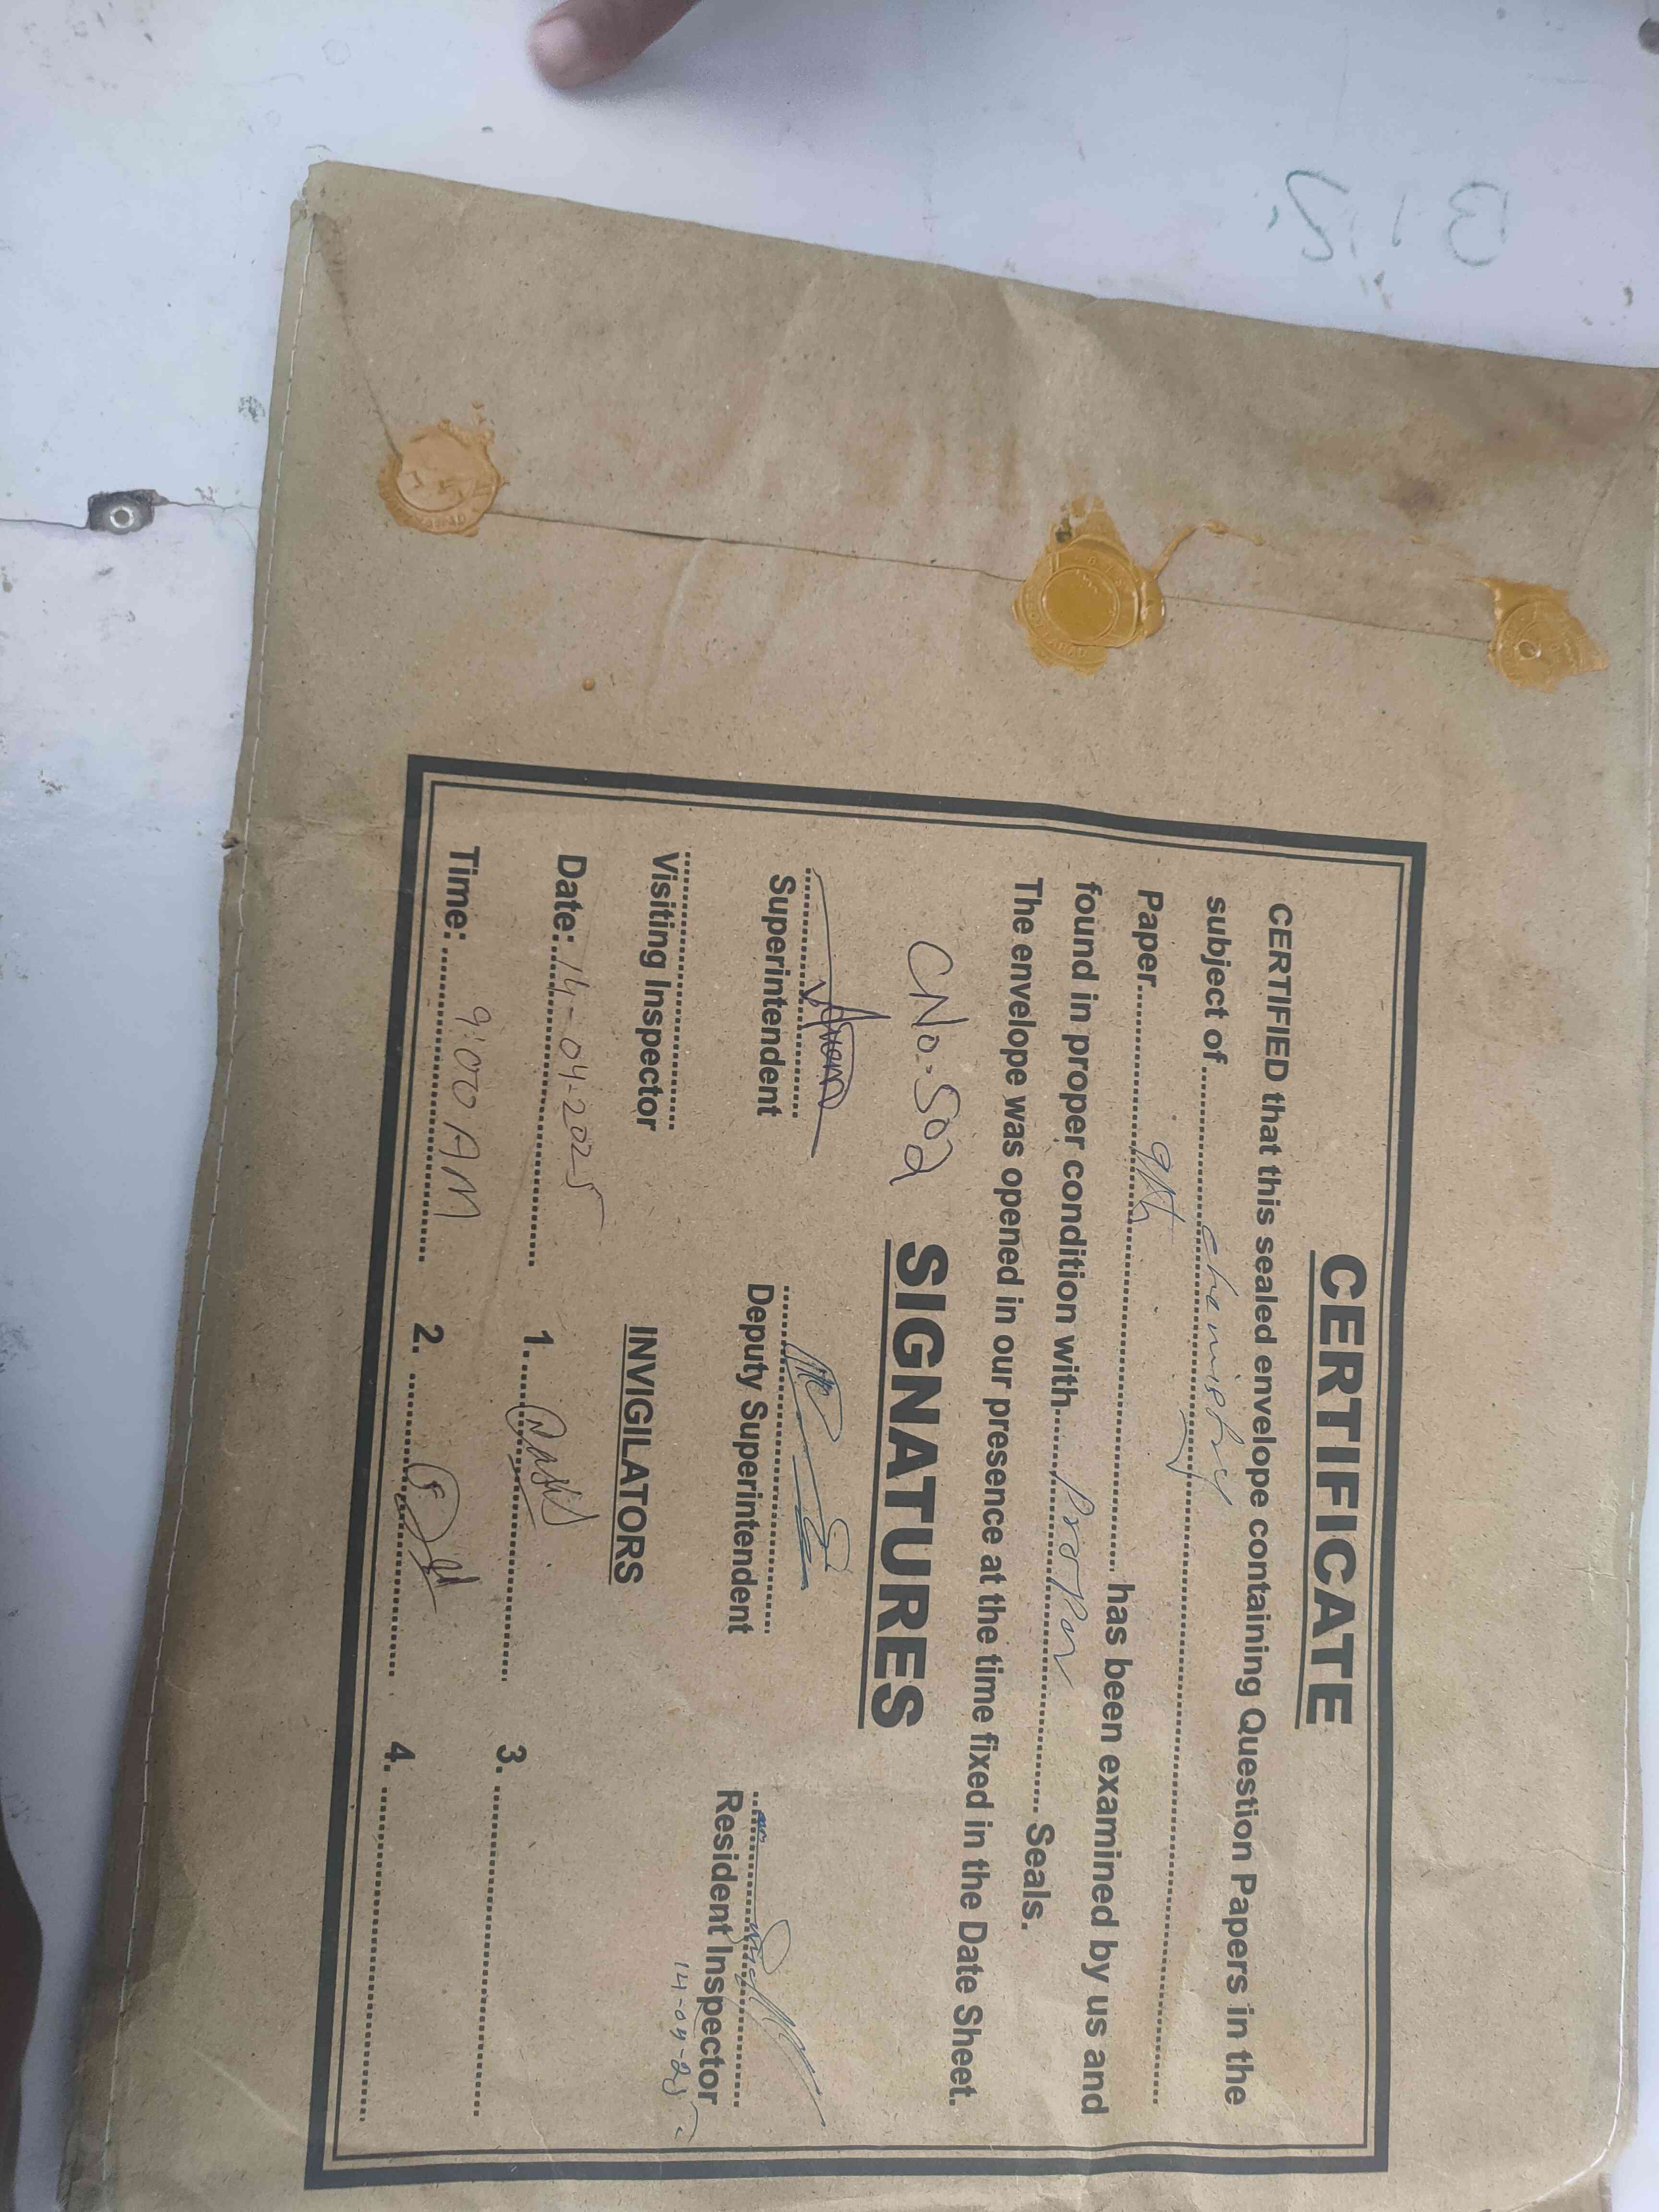 CERTIFICATE
CERTIFIED that this sealed envelope containing Question Papers in the
subject of chemistry
Paper 9th has been examined by us and
found in proper condition with Proper Seals.
The envelope was opened in our presence at the time fixed in the Date Sheet.
CNo-502
SIGNATURES
Superintendent
Deputy Superintendent
Resident Inspector
14-04-25
Visiting Inspector
INVIGILATORS
Date: 14-04-2025
1.
3.
Time: 9:00 AM
2.
4.